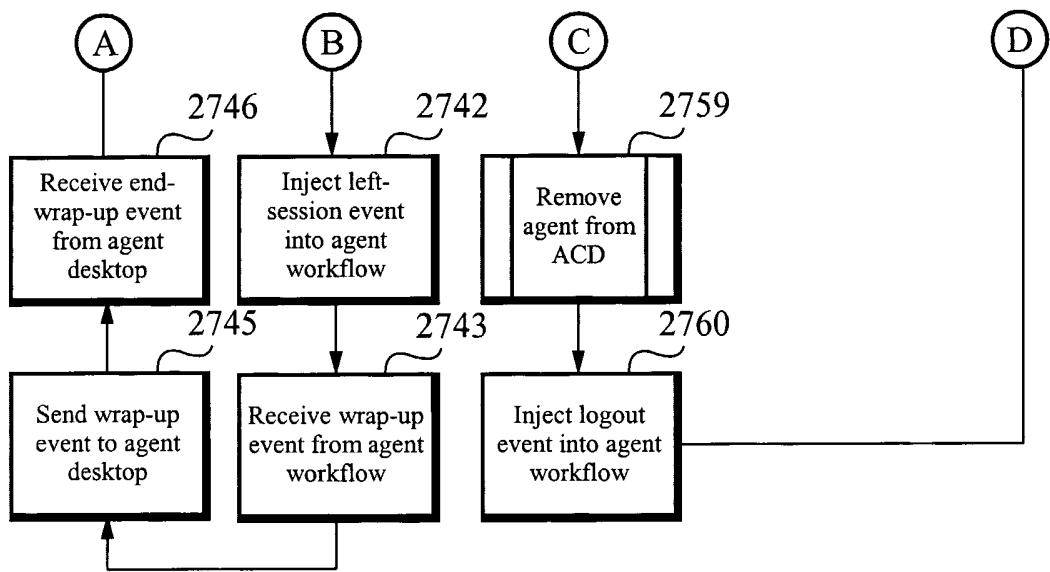 A
B
C
D
2746
2742
2759
Receive end-
wrap-up event
from agent
desktop
Inject left-
session event
into agent
workflow
Remove
agent from
ACD
2745
2743
2760
Send wrap-up
event to agent
desktop
Receive wrap-up
event from agent
workflow
Inject logout
event into agent
workflow